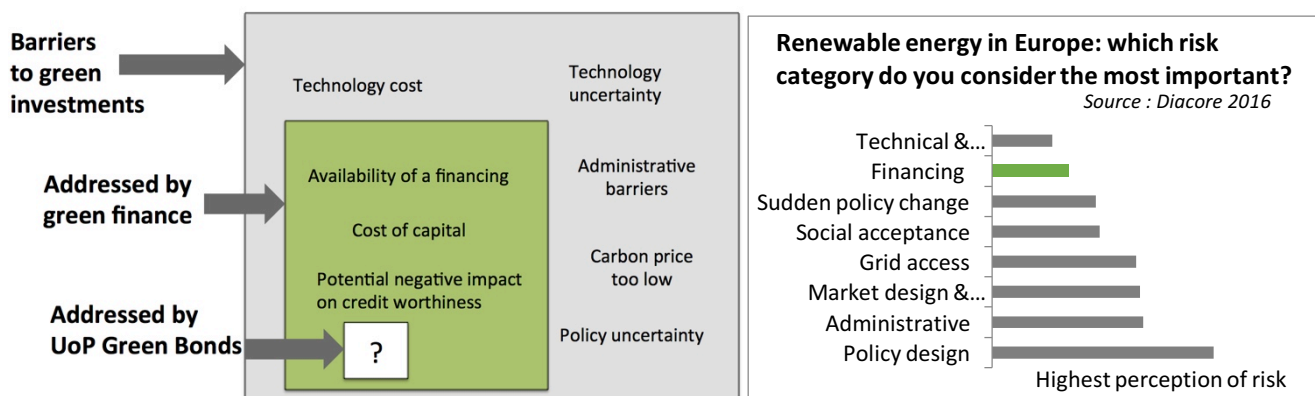 Barriers
to green
investments
Addressed by
green finance
Addressed by
UoP Green Bonds
Technology cost
Technology
uncertainty
Availability of a financing
Administrative
barriers
Cost of capital
Carbon price
too low
Potential negative impact
on credit worthiness
Policy uncertainty
?
Renewable energy in Europe: which risk
category do you consider the most important?
Source : Diacore 2016
Technical &...
Financing
Sudden policy change
Social acceptance
Grid access
Market design &...
Administrative
Policy design
Highest perception of risk